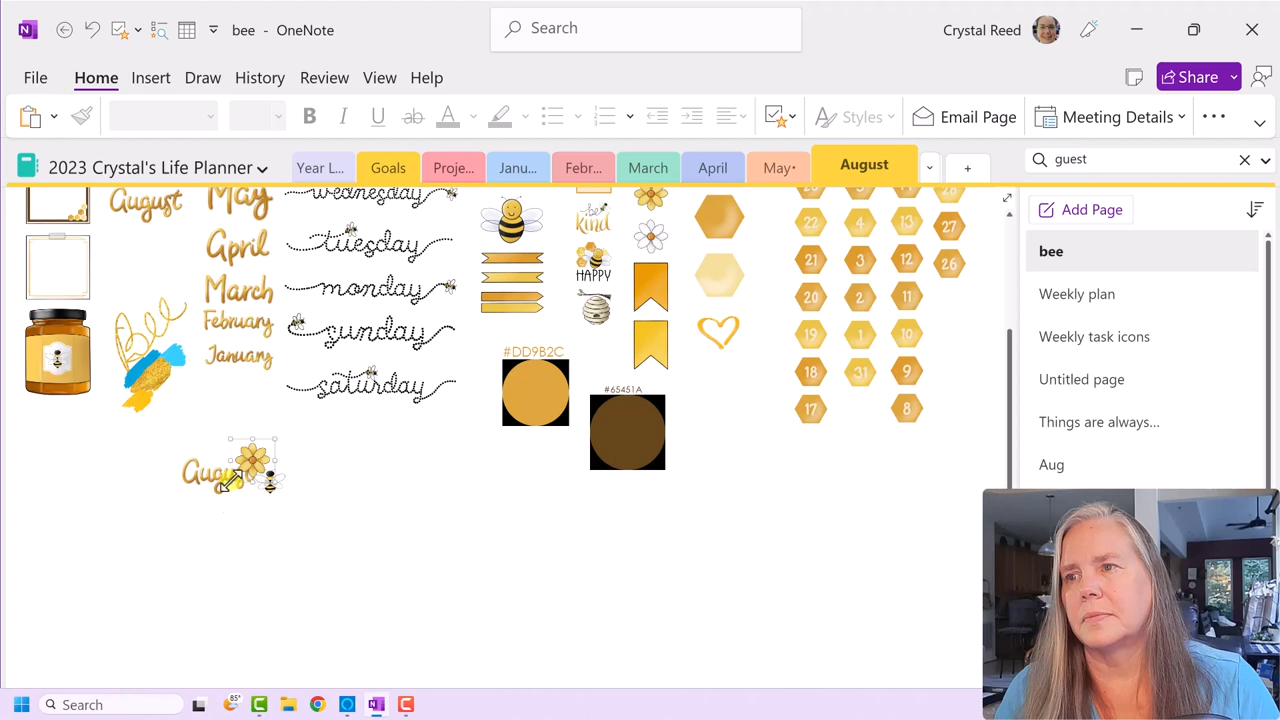 bee - OneNote
Search
Crystal Reed
File Home Insert Draw History Review View Help
Share
B I U ab A
Styles
Email Page
Meeting Details
2023 Crystal's Life Planner
Year L...
Goals
Proje...
Janu...
Febr...
March
April
May•
August
+
guest
Add Page
bee
Weekly plan
Weekly task icons
Untitled page
Things are always...
Aug
August
May
April
March
February
January
Bee
wednesday
tuesday
monday
sunday
saturday
be
kind
HAPPY
#DD9B2C
#65451A
22 4 13 27
21 3 12 26
20 2 11
19 1 10
18 31 9
17 8
85°
Search